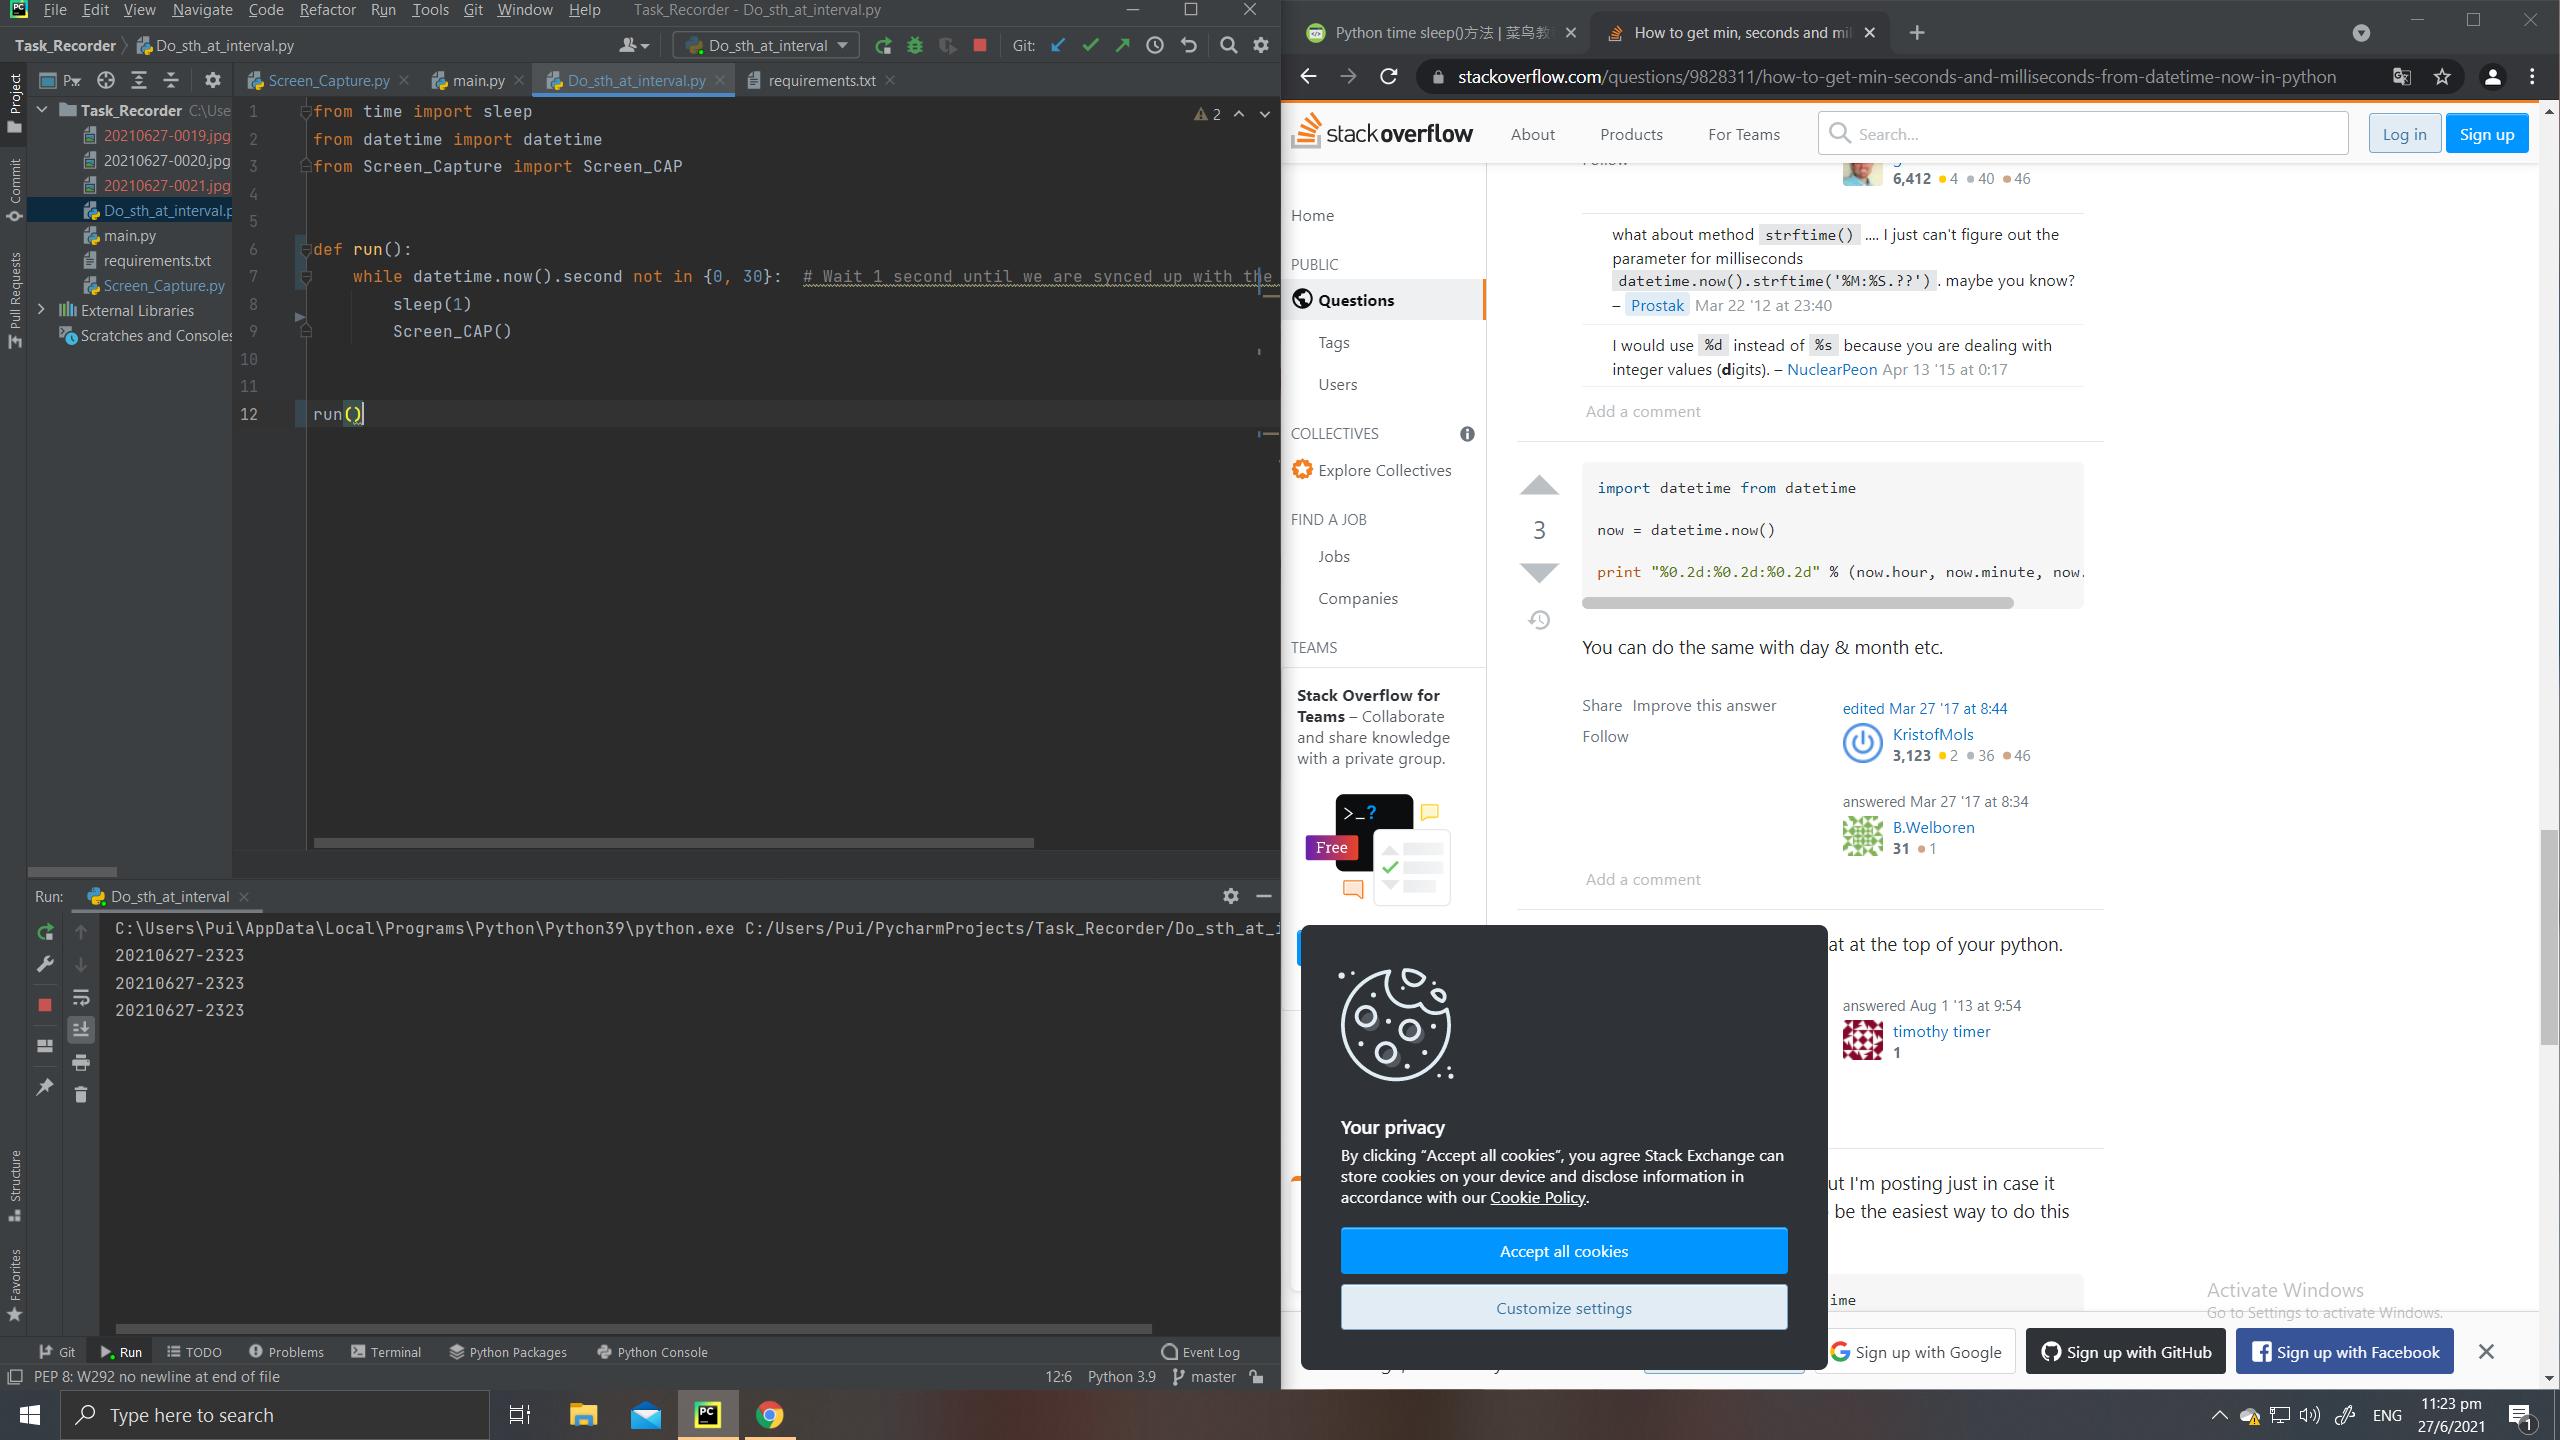 PC File Edit View Navigate Code Refactor Run Tools Git Window Help Task_Recorder - Do_sth_at_interval.py
Task_Recorder Do_sth_at_interval.py Do_sth_at_interval Git:
Screen_Capture.py main.py Do_sth_at_interval.py requirements.txt
Project
Commit
Pull Requests
Task_Recorder C:\Use
20210627-0019.jpg
20210627-0020.jpg
20210627-0021.jpg
Do_sth_at_interval.p
main.py
requirements.txt
Screen_Capture.py
External Libraries
Scratches and Consoles
2
1 from time import sleep
2 from datetime import datetime
3 from Screen_Capture import Screen_CAP
4
5
6 def run():
7 while datetime.now().second not in {0, 30}: # Wait 1 second until we are synced up with the
8 sleep(1)
9 Screen_CAP()
10
11
12 run()
Run: Do_sth_at_interval
C:\Users\Pui\AppData\Local\Programs\Python\Python39\python.exe C:/Users/Pui/PycharmProjects/Task_Recorder/Do_sth_at_i
20210627-2323
20210627-2323
20210627-2323
Structure
Favorites
Git Run TODO Problems Terminal Python Packages Python Console Event Log
PEP 8: W292 no newline at end of file 12:6 Python 3.9 master
Python time sleep()方法 | 菜鸟教 How to get min, seconds and mil
stackoverflow.com/questions/9828311/how-to-get-min-seconds-and-milliseconds-from-datetime-now-in-python
stackoverflow About Products For Teams Search... Log in Sign up
Home
PUBLIC
Questions
Tags
Users
COLLECTIVES
Explore Collectives
FIND A JOB
Jobs
Companies
TEAMS
Stack Overflow for
Teams – Collaborate
and share knowledge
with a private group.
>_?
Free
6,412 4 40 46
what about method strftime() .... I just can't figure out the
parameter for milliseconds
datetime.now().strftime('%M:%S.??') . maybe you know?
– Prostak Mar 22 '12 at 23:40
I would use %d instead of %s because you are dealing with
integer values (digits). – NuclearPeon Apr 13 '15 at 0:17
Add a comment
3
import datetime from datetime
now = datetime.now()
print "%0.2d:%0.2d:%0.2d" % (now.hour, now.minute, now.
You can do the same with day & month etc.
Share Improve this answer
Follow
edited Mar 27 '17 at 8:44
KristofMols
3,123 2 36 46
answered Mar 27 '17 at 8:34
B.Welboren
31 1
Add a comment
at at the top of your python.
answered Aug 1 '13 at 9:54
timothy timer
1
ut I'm posting just in case it
be the easiest way to do this
ime
Your privacy
By clicking “Accept all cookies”, you agree Stack Exchange can
store cookies on your device and disclose information in
accordance with our Cookie Policy.
Accept all cookies
Customize settings
Activate Windows
Go to Settings to activate Windows.
Sign up with Google Sign up with GitHub Sign up with Facebook
Type here to search
PC
ENG
11:23 pm
27/6/2021
1